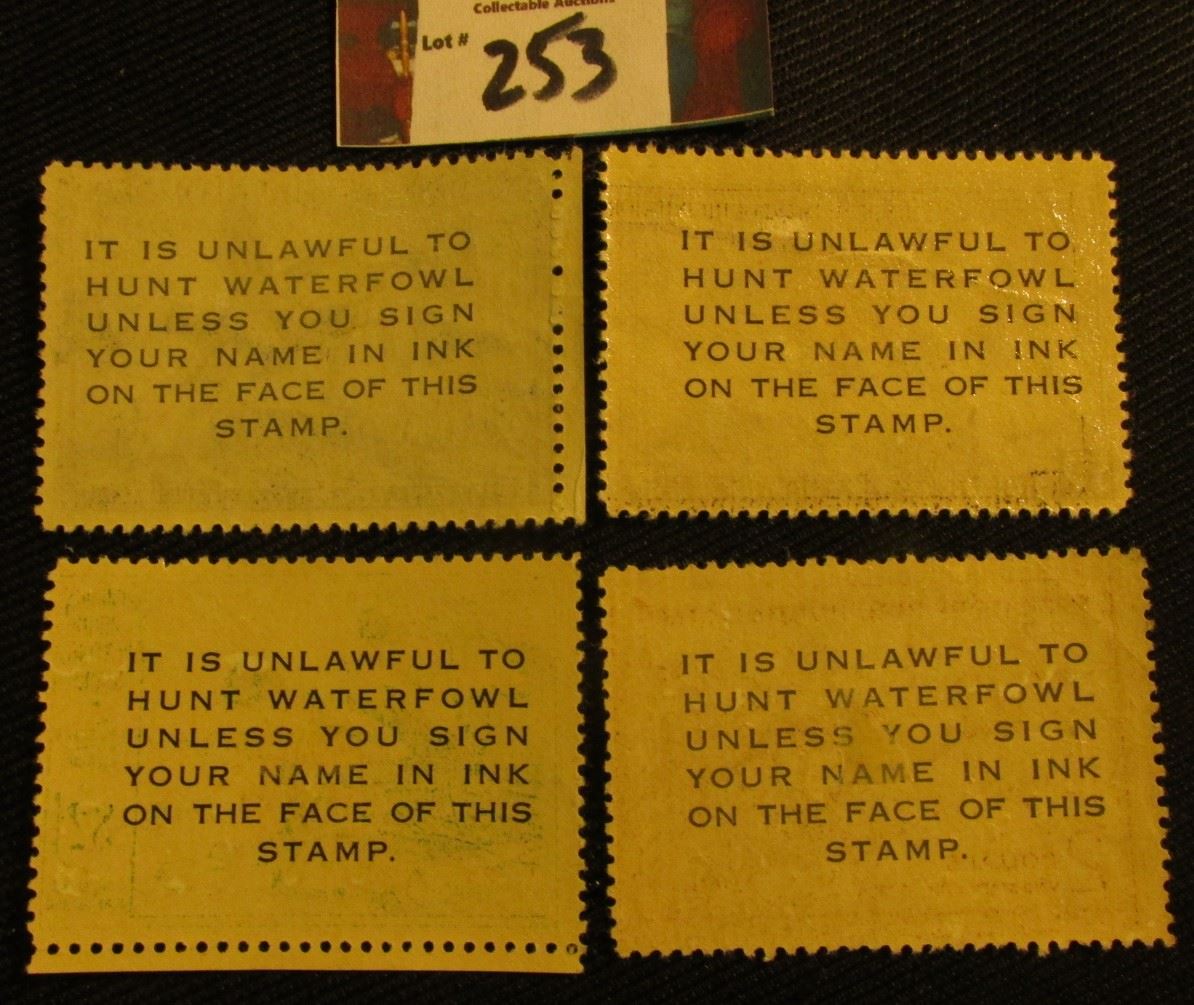 Collectable Auctions
Lot # 253
IT IS UNLAWFUL TO
HUNT WATERFOWL
UNLESS YOU SIGN
YOUR NAME IN INK
ON THE FACE OF THIS
STAMP.
IT IS UNLAWFUL TO
HUNT WATERFOWL
UNLESS YOU SIGN
YOUR NAME IN INK
ON THE FACE OF THIS
STAMP.
IT IS UNLAWFUL TO
HUNT WATERFOWL
UNLESS YOU SIGN
YOUR NAME IN INK
ON THE FACE OF THIS
STAMP.
IT IS UNLAWFUL TO
HUNT WATERFOWL
UNLESS YOU SIGN
YOUR NAME IN INK
ON THE FACE OF THIS
STAMP.